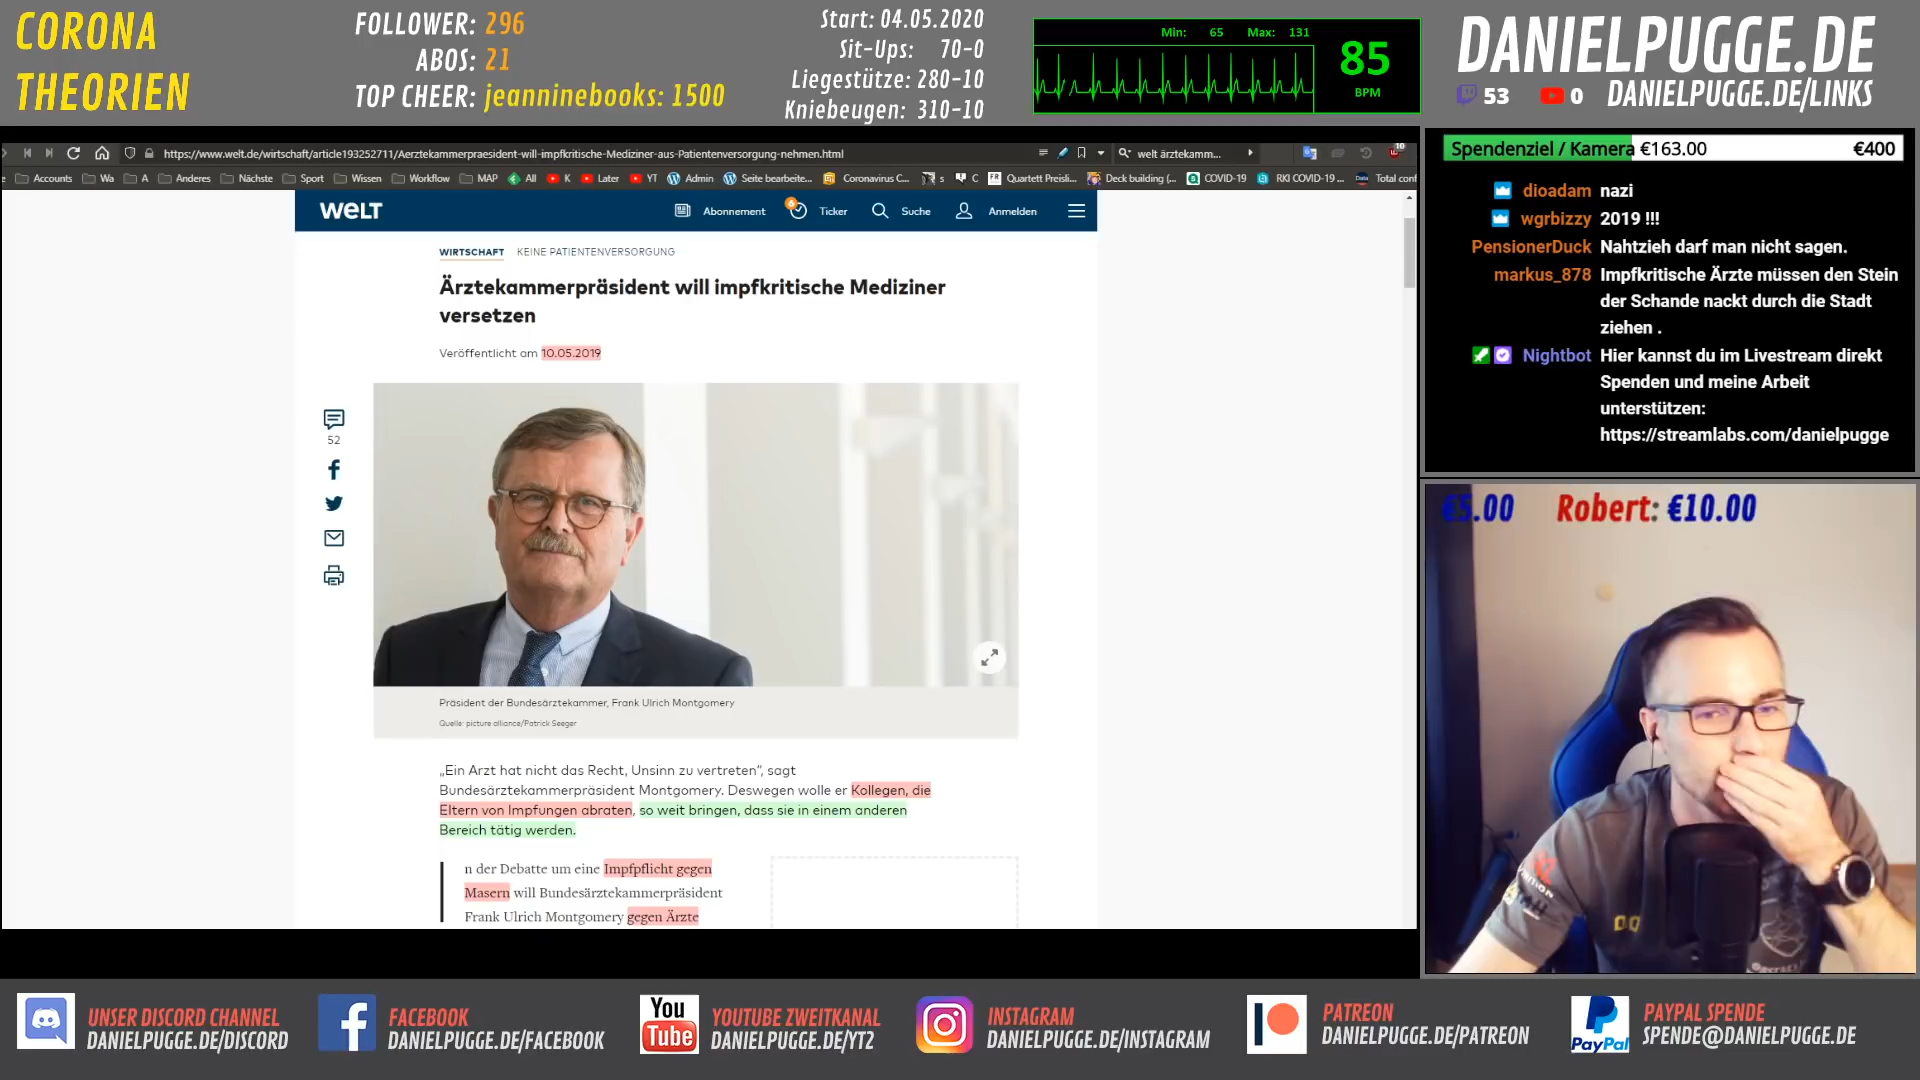 CORONA
THEORIEN
FOLLOWER: 296
ABOS: 21
TOP CHEER: jeanninebooks: 1500
Start: 04.05.2020
Sit-Ups: 70-0
Liegestütze: 280-10
Kniebeugen: 310-10
Min: 65 Max: 131
85
BPM
DANIELPUGGE.DE
53 0 DANIELPUGGE.DE/LINKS
https://www.welt.de/wirtschaft/article193252711/Aerztekammerpraesident-will-impfkritische-Mediziner-aus-Patientenversorgung-nehmen.html
welt ärztekamm...
10
Accounts Wa A Anderes Nächste Sport Wissen Workflow MAP All K Later YT Admin Seite bearbeite... Coronavirus C... s C Quartett Preisli... Deck building (... COVID-19 RKI COVID-19 ... Total conf
WELT
Abonnement 6 Ticker Suche Anmelden
WIRTSCHAFT KEINE PATIENTENVERSORGUNG
Ärztekammerpräsident will impfkritische Mediziner
versetzen
Veröffentlicht am 10.05.2019
52
Präsident der Bundesärztekammer, Frank Ulrich Montgomery
Quelle: picture alliance/Patrick Seeger
„Ein Arzt hat nicht das Recht, Unsinn zu vertreten“, sagt
Bundesärztekammerpräsident Montgomery. Deswegen wolle er Kollegen, die
Eltern von Impfungen abraten, so weit bringen, dass sie in einem anderen
Bereich tätig werden.
n der Debatte um eine Impfpflicht gegen
Masern will Bundesärztekammerpräsident
Frank Ulrich Montgomery gegen Ärzte
Spendenziel / Kamera €163.00 €400
dioadam nazi
wgrbizzy 2019 !!!
PensionerDuck Nahtzieh darf man nicht sagen.
markus_878 Impfkritische Ärzte müssen den Stein
der Schande nackt durch die Stadt
ziehen .
Nightbot Hier kannst du im Livestream direkt
Spenden und meine Arbeit
unterstützen:
https://streamlabs.com/danielpugge
€5.00 Robert: €10.00
UNSER DISCORD CHANNEL
DANIELPUGGE.DE/DISCORD
FACEBOOK
DANIELPUGGE.DE/FACEBOOK
You
Tube
YOUTUBE ZWEITKANAL
DANIELPUGGE.DE/YT2
INSTAGRAM
DANIELPUGGE.DE/INSTAGRAM
PATREON
DANIELPUGGE.DE/PATREON
PayPal
PAYPAL SPENDE
SPENDE@DANIELPUGGE.DE